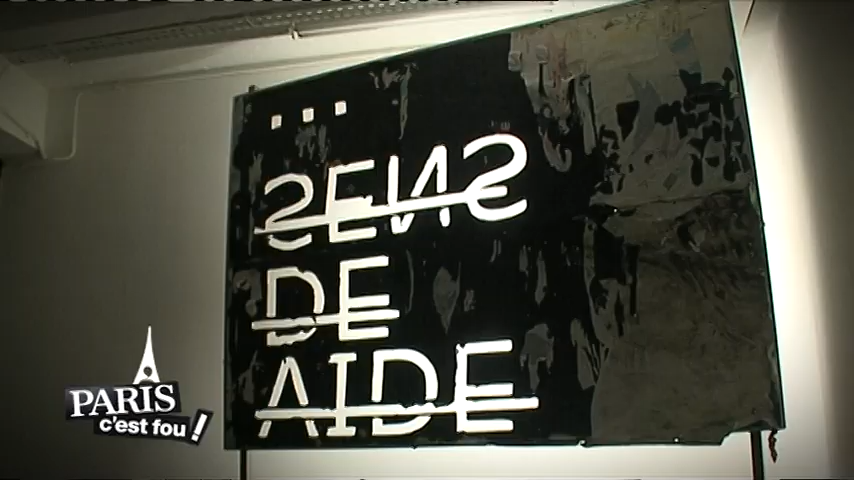 ...
SENS
DE
AIDE
PARIS
c'est fou !